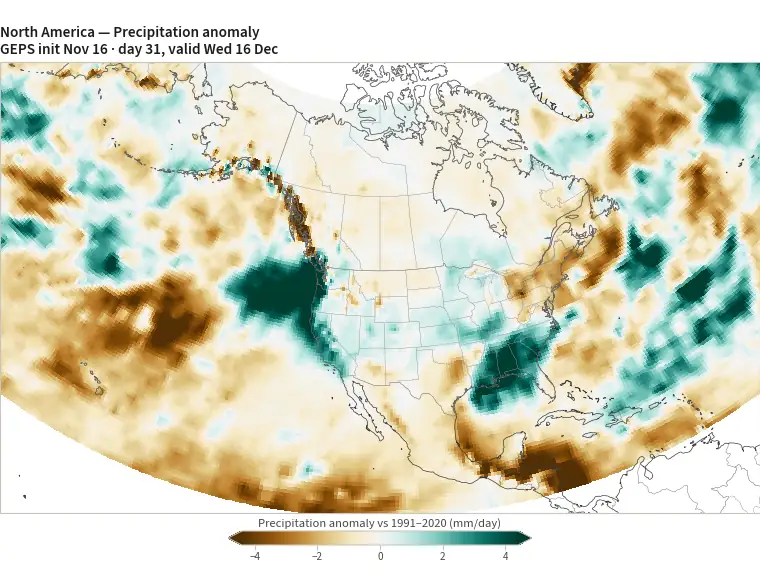 North America — Precipitation anomaly
GEPS init Nov 16 · day 31, valid Wed 16 Dec
Precipitation anomaly vs 1991–2020 (mm/day)
−4 −2 0 2 4